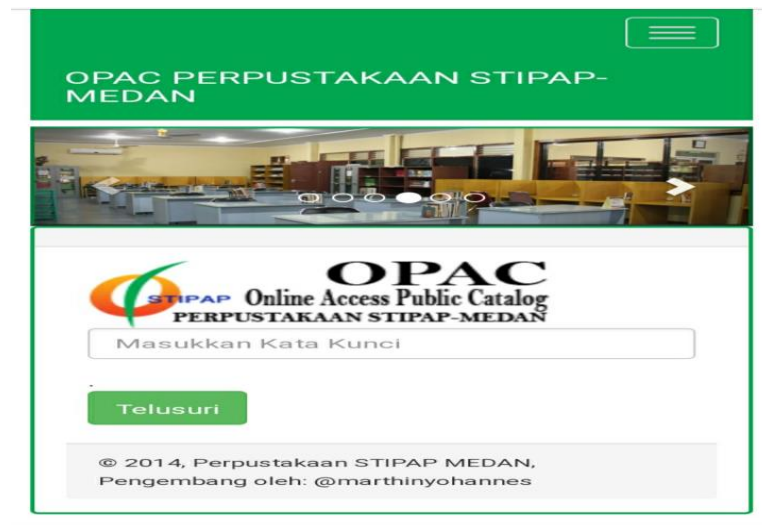 OPAC PERPUSTAKAAN STIPAP-
MEDAN
OPAC
STIPAP Online Access Public Catalog
PERPUSTAKAAN STIPAP-MEDAN
Masukkan Kata Kunci
.
Telusuri
© 2014, Perpustakaan STIPAP MEDAN,
Pengembang oleh: @marthinyohannes